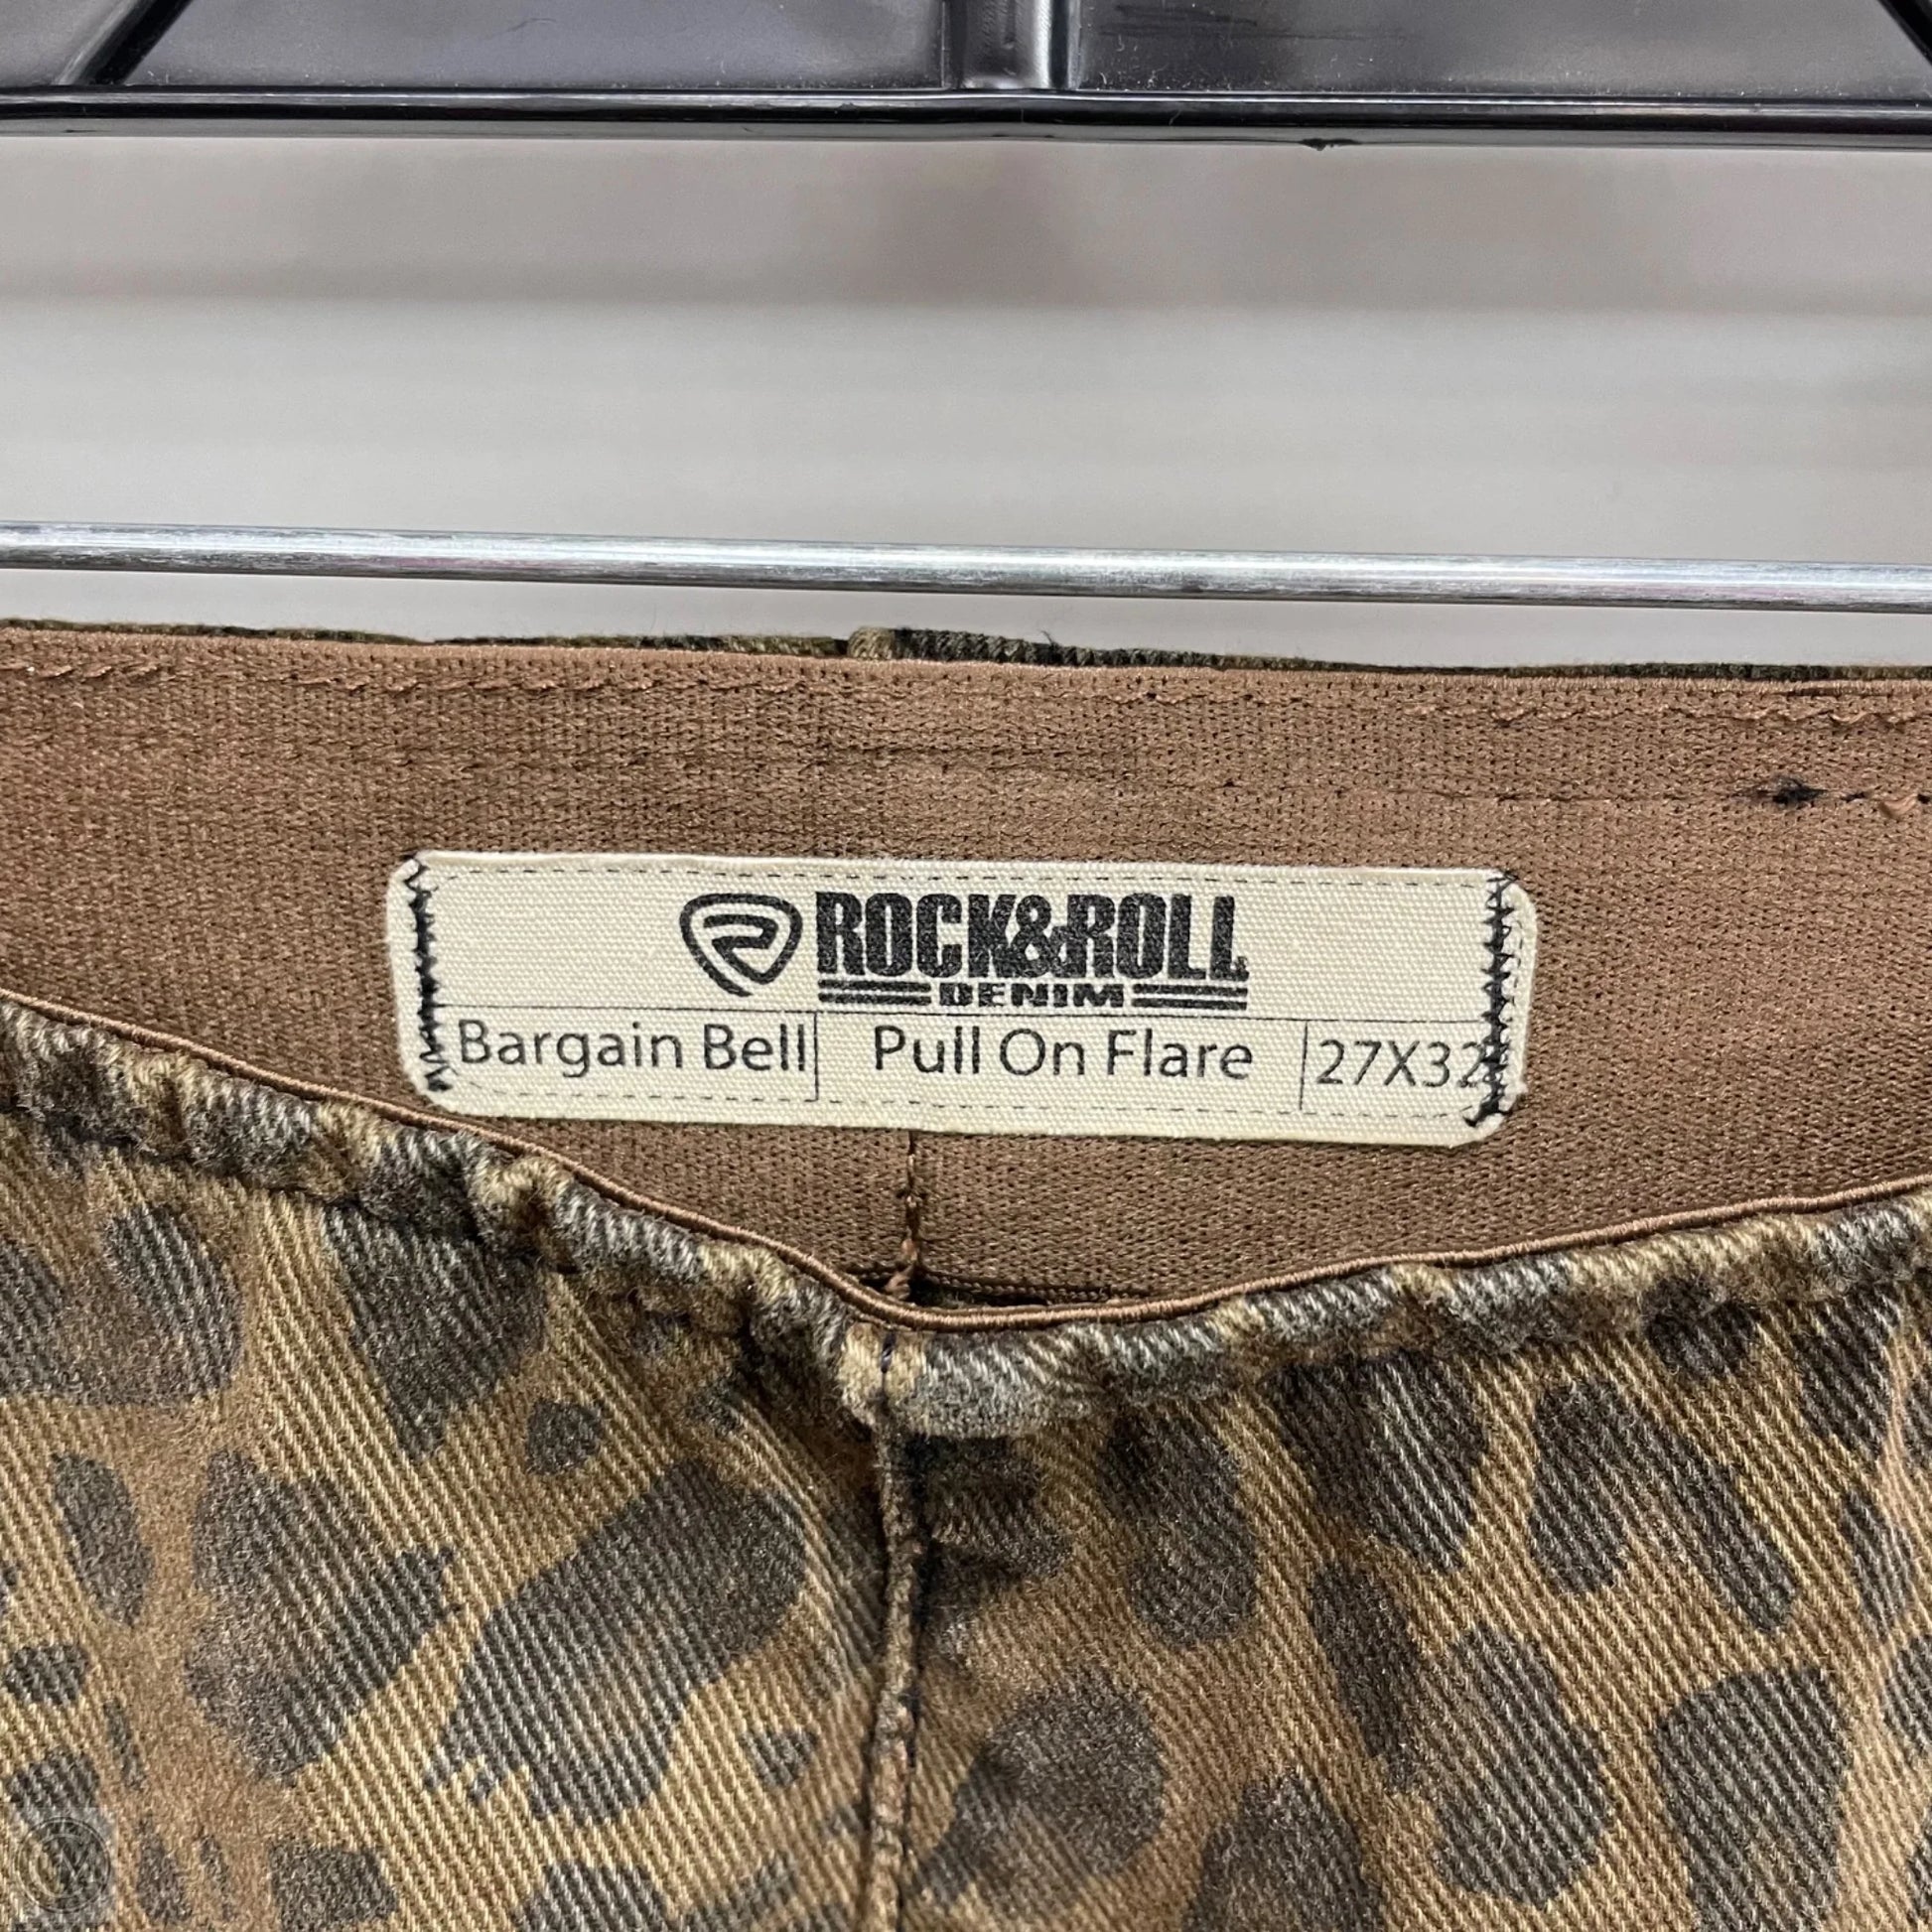 ROCK&ROLL
DENIM
Bargain Bell Pull On Flare 27X32